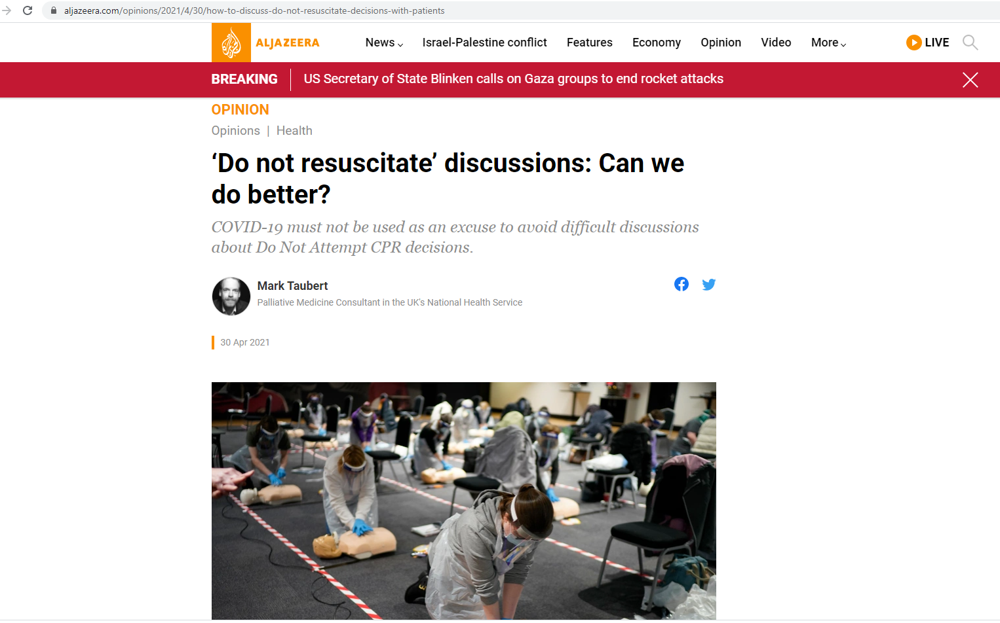 aljazeera.com/opinions/2021/4/30/how-to-discuss-do-not-resuscitate-decisions-with-patients
ALJAZEERA
News
Israel-Palestine conflict
Features
Economy
Opinion
Video
More
LIVE
BREAKING
US Secretary of State Blinken calls on Gaza groups to end rocket attacks
OPINION
Opinions | Health
‘Do not resuscitate’ discussions: Can we
do better?
COVID-19 must not be used as an excuse to avoid difficult discussions
about Do Not Attempt CPR decisions.
Mark Taubert
Palliative Medicine Consultant in the UK's National Health Service
30 Apr 2021